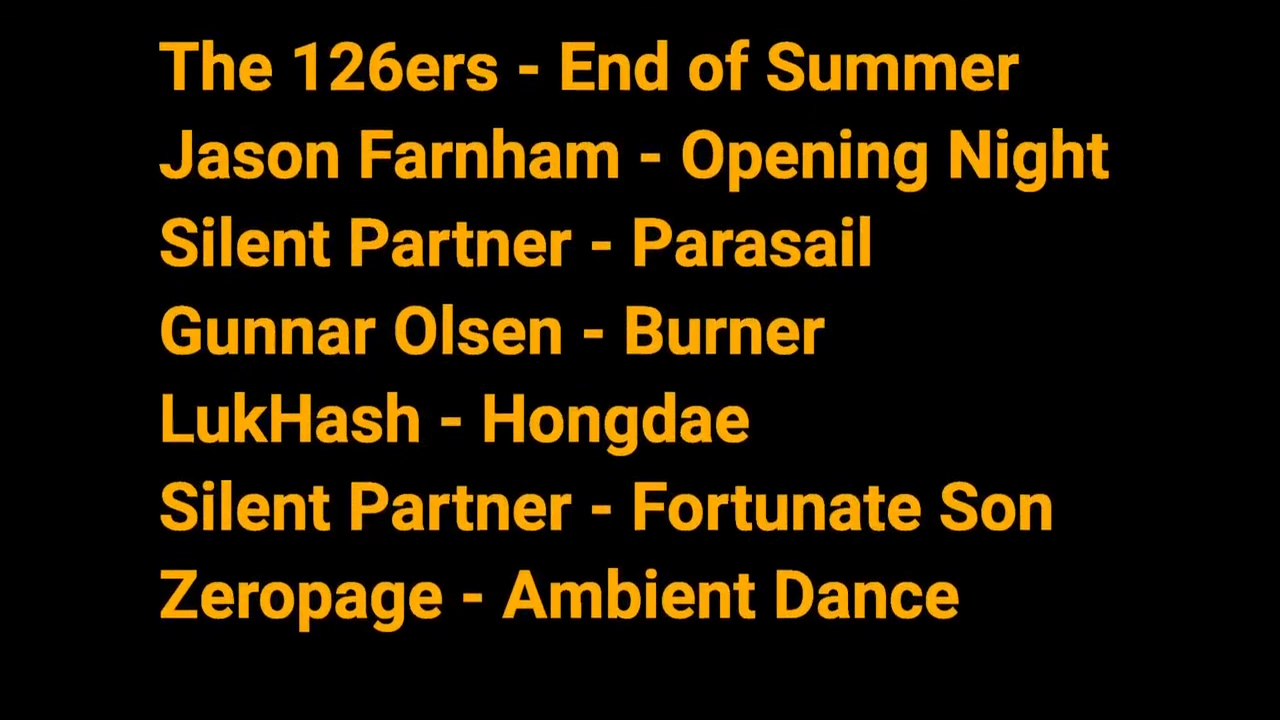 The 126ers - End of Summer
Jason Farnham - Opening Night
Silent Partner - Parasail
Gunnar Olsen - Burner
LukHash - Hongdae
Silent Partner - Fortunate Son
Zeropage - Ambient Dance